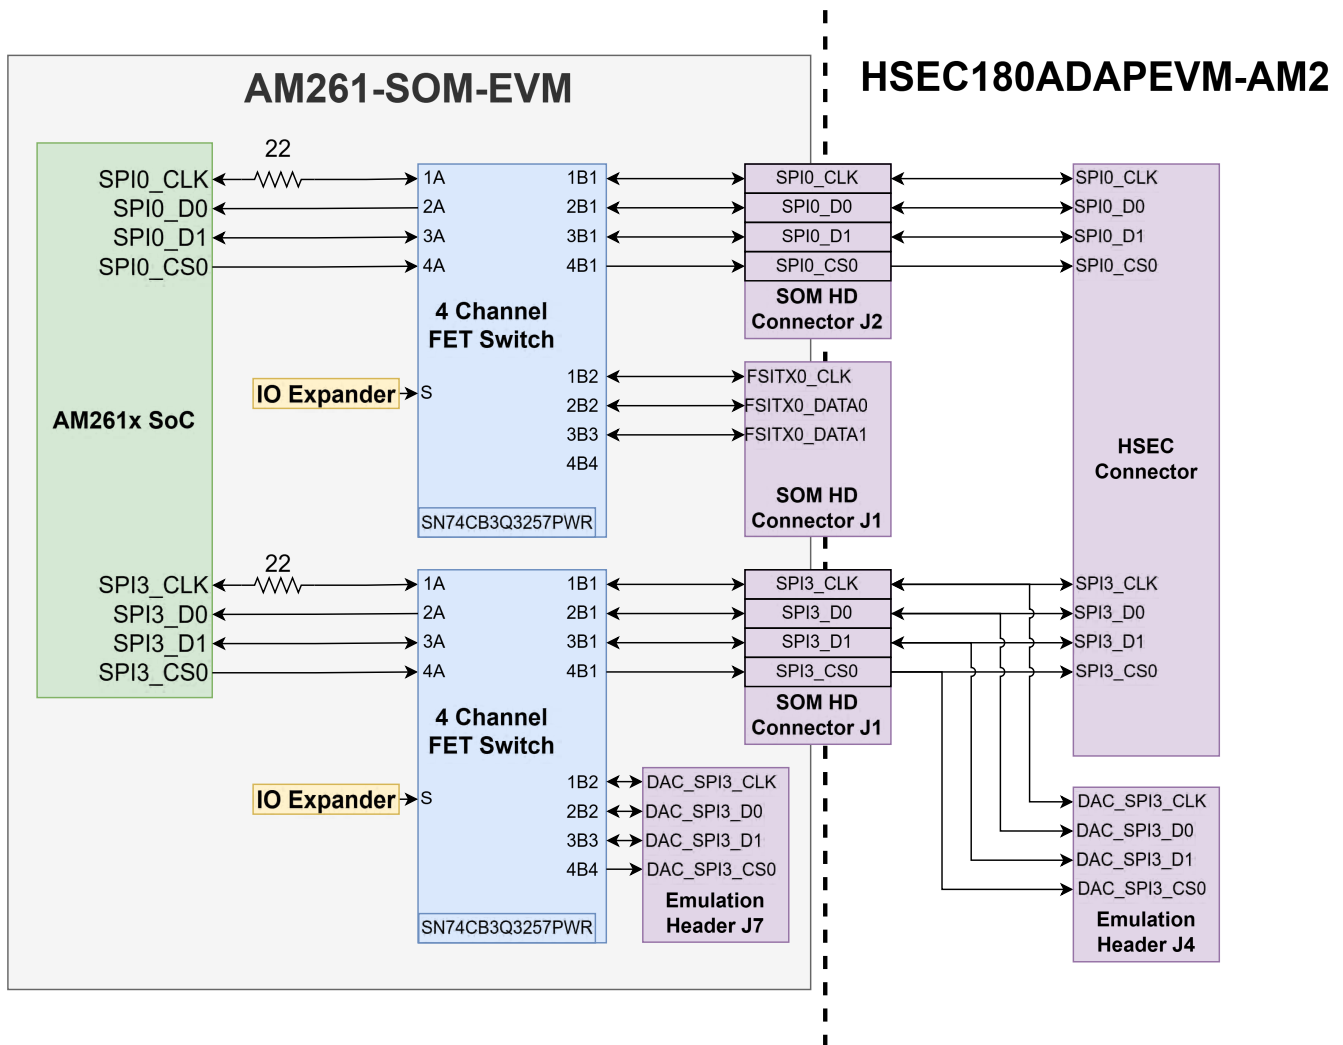 AM261-SOM-EVM
HSEC180ADAPEVM-AM2
22
SPI0_CLK
SPI0_D0
SPI0_D1
SPI0_CS0
AM261x SoC
SPI3_CLK
SPI3_D0
SPI3_D1
SPI3_CS0
1A
2A
3A
4A
1B1
2B1
3B1
4B1
4 Channel
FET Switch
IO Expander
S
1B2
2B2
3B3
4B4
SN74CB3Q3257PWR
SPI0_CLK
SPI0_D0
SPI0_D1
SPI0_CS0
SOM HD
Connector J2
FSITX0_CLK
FSITX0_DATA0
FSITX0_DATA1
SOM HD
Connector J1
SPI0_CLK
SPI0_D0
SPI0_D1
SPI0_CS0
HSEC
Connector
SPI3_CLK
SPI3_D0
SPI3_D1
SPI3_CS0
22
1A
2A
3A
4A
1B1
2B1
3B1
4B1
4 Channel
FET Switch
IO Expander
S
1B2
2B2
3B3
4B4
SN74CB3Q3257PWR
SPI3_CLK
SPI3_D0
SPI3_D1
SPI3_CS0
SOM HD
Connector J1
DAC_SPI3_CLK
DAC_SPI3_D0
DAC_SPI3_D1
DAC_SPI3_CS0
Emulation
Header J7
DAC_SPI3_CLK
DAC_SPI3_D0
DAC_SPI3_D1
DAC_SPI3_CS0
Emulation
Header J4